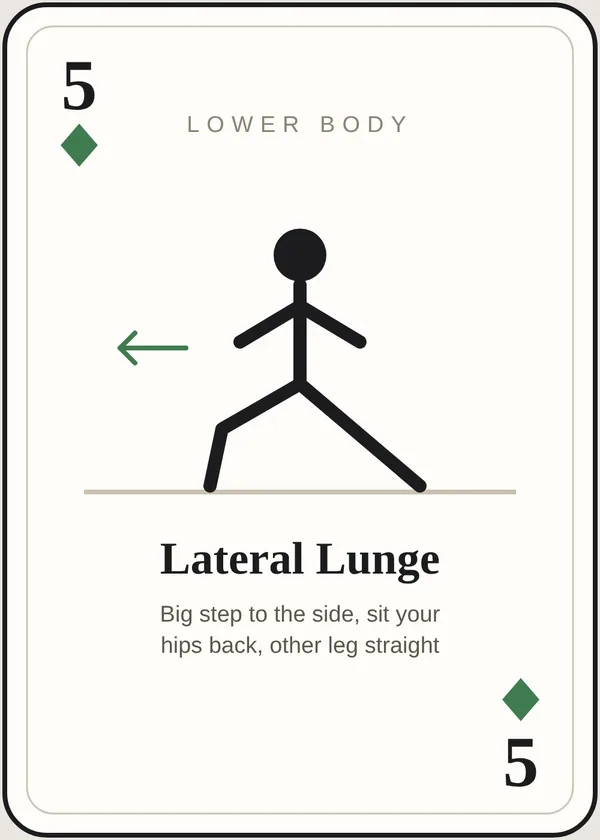 5
LOWER BODY
Lateral Lunge
Big step to the side, sit your
hips back, other leg straight
5